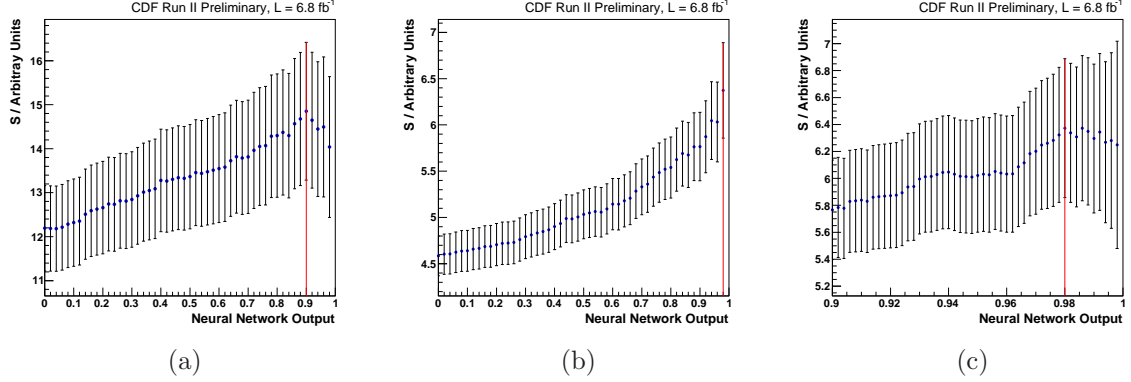 CDF Run II Preliminary, L = 6.8 fb-1
S / Arbitray Units
16
15
14
13
12
11
0 0.1 0.2 0.3 0.4 0.5 0.6 0.7 0.8 0.9 1
Neural Network Output
(a)
CDF Run II Preliminary, L = 6.8 fb-1
S / Arbitrary Units
7
6.5
6
5.5
5
4.5
0 0.1 0.2 0.3 0.4 0.5 0.6 0.7 0.8 0.9 1
Neural Network Output
(b)
CDF Run II Preliminary, L = 6.8 fb-1
S / Arbitrary Units
7
6.8
6.6
6.4
6.2
6
5.8
5.6
5.4
5.2
0.9 0.92 0.94 0.96 0.98 1
Neural Network Output
(c)